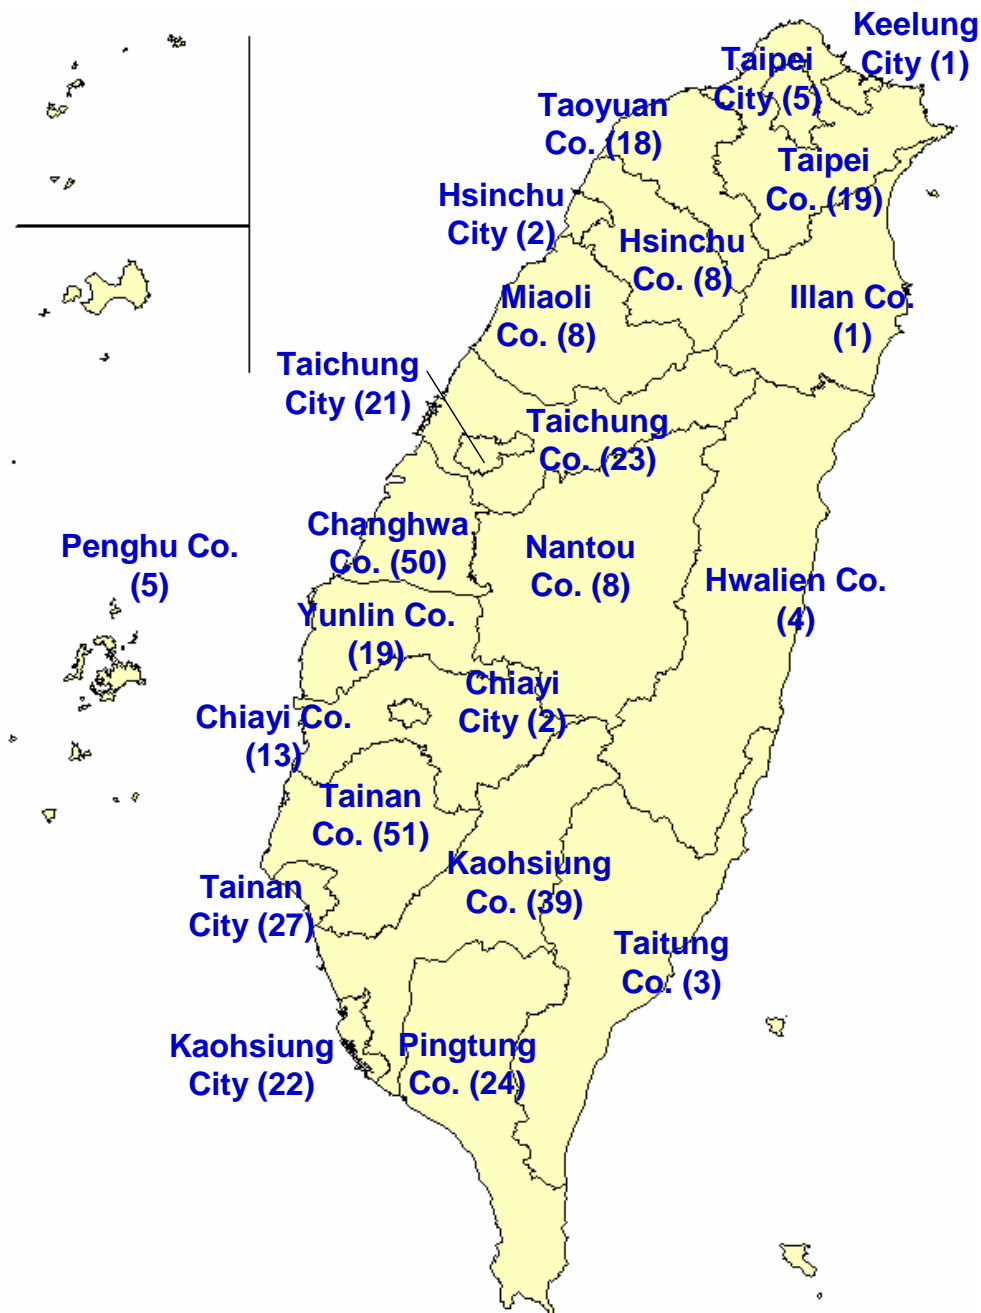 Keelung
City (1)
Taipei
City (5)
Taoyuan
Co. (18)
Taipei
Co. (19)
Hsinchu
City (2)
Hsinchu
Co. (8)
Miaoli
Co. (8)
Illan Co.
(1)
Taichung
City (21)
Taichung
Co. (23)
Changhwa
Co. (50)
Nantou
Co. (8)
Penghu Co.
(5)
Hwalien Co.
(4)
Yunlin Co.
(19)
Chiayi
City (2)
Chiayi Co.
(13)
Tainan
Co. (51)
Kaohsiung
Co. (39)
Tainan
City (27)
Taitung
Co. (3)
Kaohsiung
City (22)
Pingtung
Co. (24)